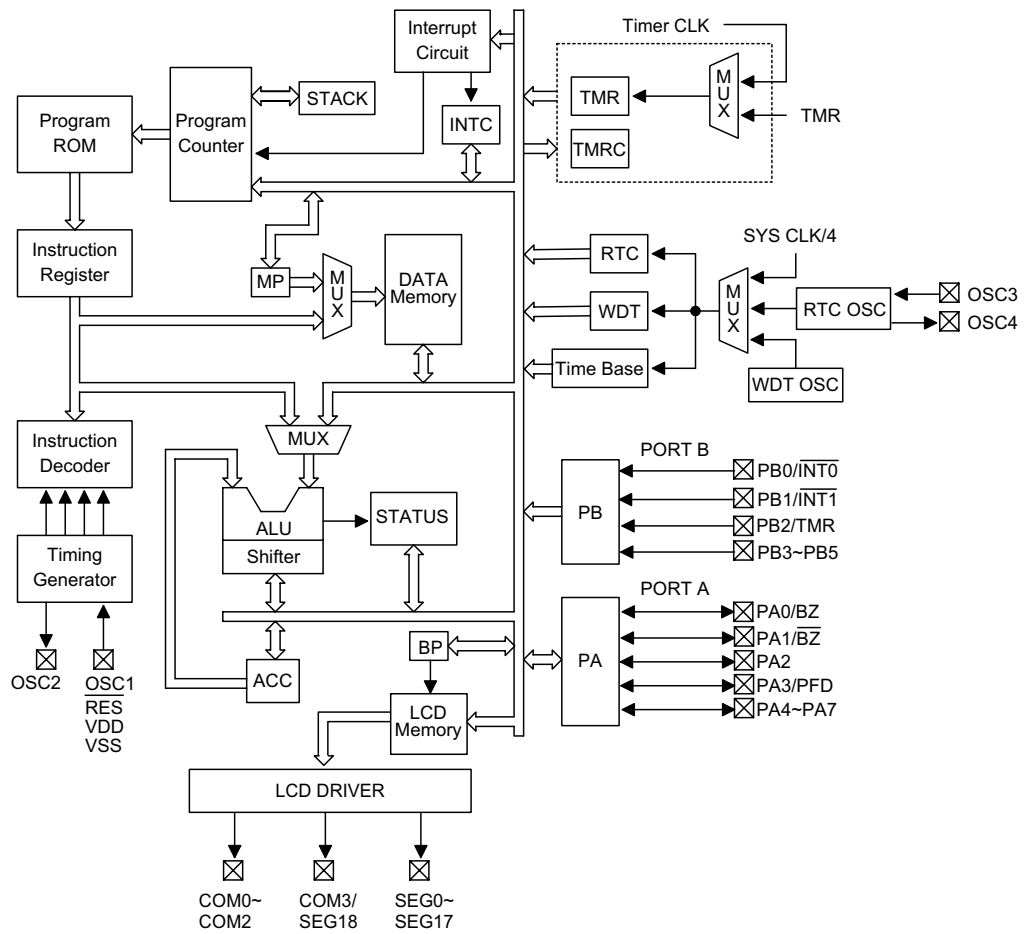 Timer CLK
Interrupt
Circuit
STACK
Program
ROM
Program
Counter
INTC
TMR
TMRC
MUX
TMR
Instruction
Register
MP
MUX
DATA
Memory
RTC
WDT
Time Base
MUX
SYS CLK/4
RTC OSC
WDT OSC
OSC3
OSC4
Instruction
Decoder
MUX
ALU
Shifter
STATUS
Timing
Generator
OSC2
OSC1
RES
VDD
VSS
ACC
BP
LCD
Memory
PORT B
PB
PB0/INT0
PB1/INT1
PB2/TMR
PB3~PB5
PORT A
PA
PA0/BZ
PA1/BZ
PA2
PA3/PFD
PA4~PA7
LCD DRIVER
COM0~
COM2
COM3/
SEG18
SEG0~
SEG17